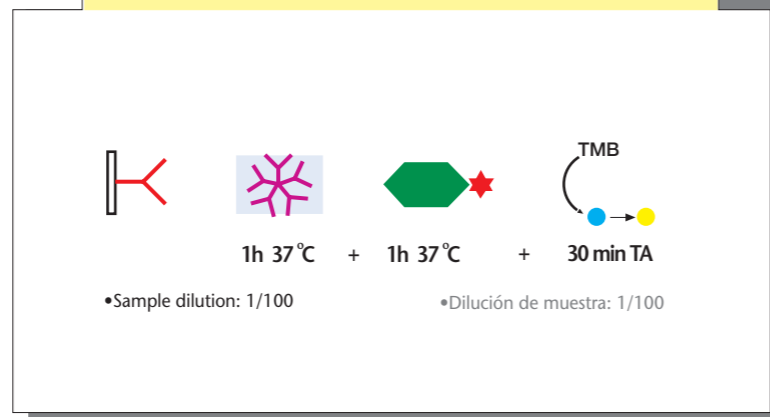 TMB
1h 37 °C + 1h 37 °C + 30 min TA
•Sample dilution: 1/100 •Dilución de muestra: 1/100